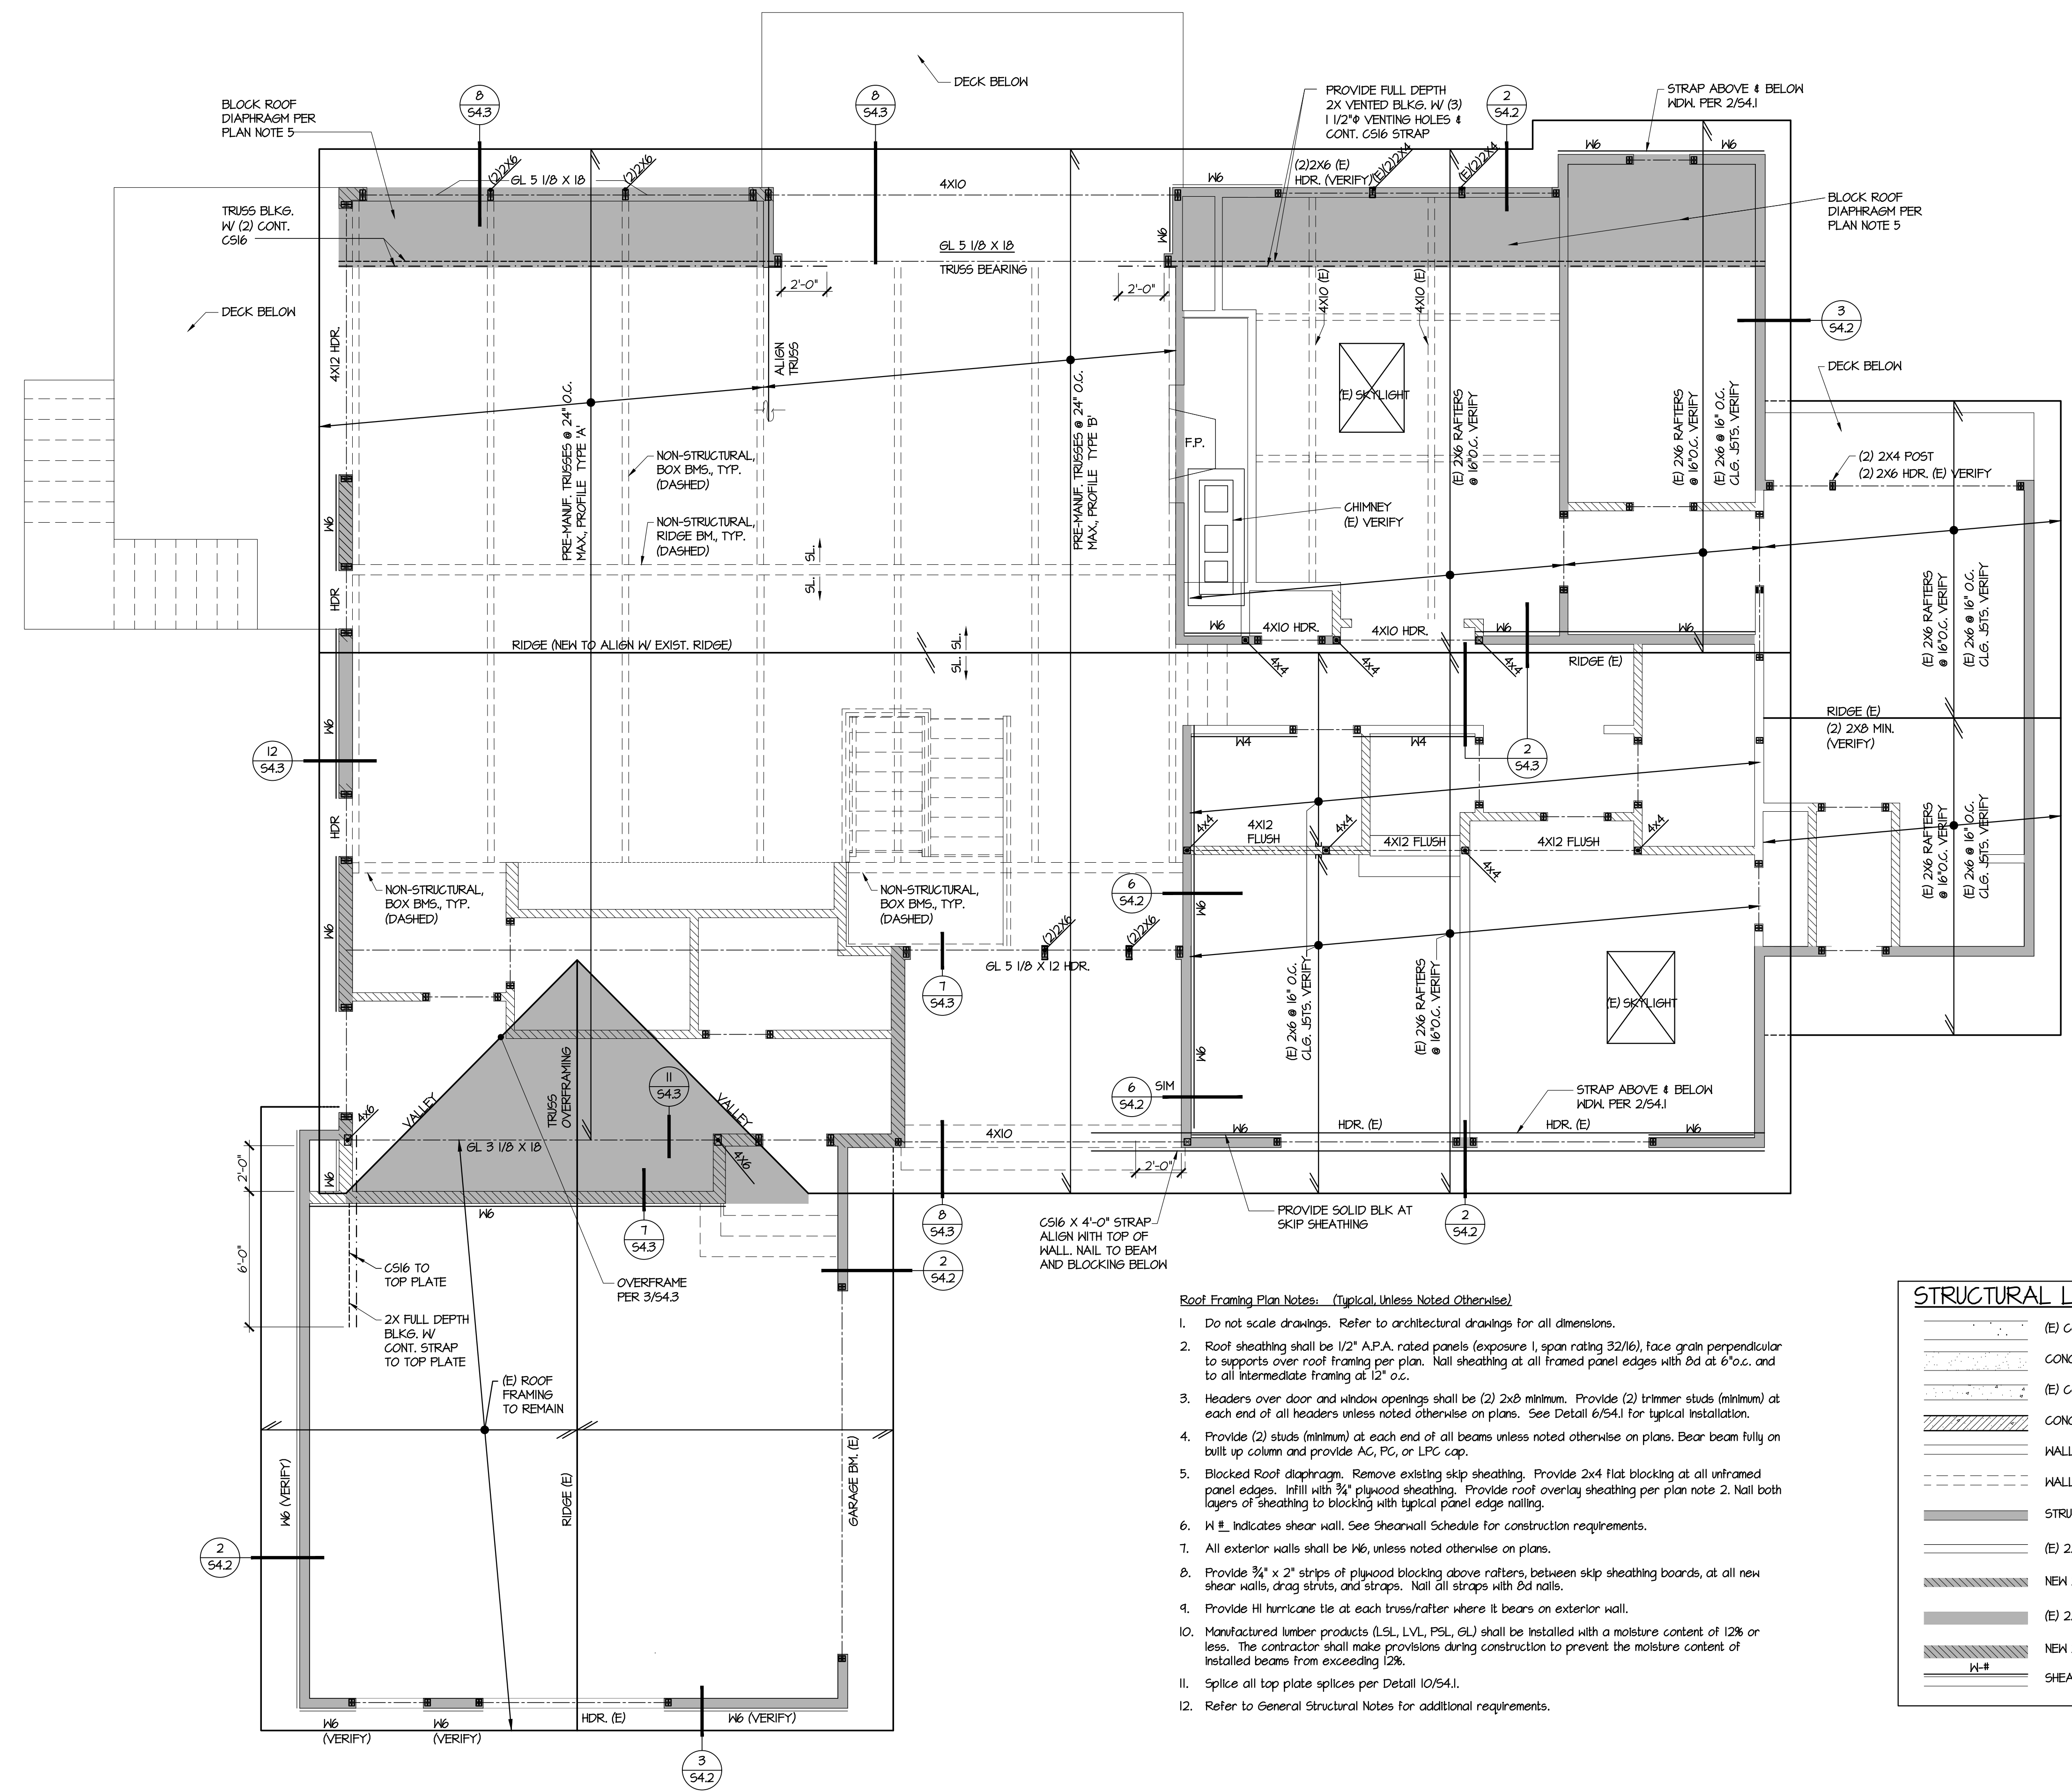 DECK BELOW
8
S4.3
8
S4.3
2
S4.2
BLOCK ROOF
DIAPHRAGM PER
PLAN NOTE 5
PROVIDE FULL DEPTH
2X VENTED BLKG. W/ (3)
1 1/2"Φ VENTING HOLES &
CONT. CS16 STRAP
STRAP ABOVE & BELOW
WDW. PER 2/S4.1
W6
W6
(2)2X6
GL 5 1/8 X 18
(2)2X6
4X10
W6
(2)2X6 (E)
HDR. (VERIFY)
(E)(2)2X4
(E)(2)2X4
TRUSS BLKG.
W/ (2) CONT.
CS16
BLOCK ROOF
DIAPHRAGM PER
PLAN NOTE 5
W6
GL 5 1/8 X 18
TRUSS BEARING
2'-0"
2'-0"
4X10 (E)
4X10 (E)
DECK BELOW
3
S4.2
4X12 HDR.
ALIGN
TRUSS
DECK BELOW
(E) SKYLIGHT
PRE-MANUF. TRUSSES @ 24" O.C.
MAX., PROFILE TYPE 'A'
PRE-MANUF. TRUSSES @ 24" O.C.
MAX., PROFILE TYPE 'B'
(E) 2X6 RAFTERS
@ 16"O.C. VERIFY
(E) 2X6 RAFTERS
@ 16"O.C. VERIFY
(E) 2x6 @ 16" O.C.
CLG. JSTS. VERIFY
F.P.
NON-STRUCTURAL,
BOX BMS., TYP.
(DASHED)
(2) 2X4 POST
(2) 2X6 HDR. (E) VERIFY
CHIMNEY
(E) VERIFY
W6
NON-STRUCTURAL,
RIDGE BM., TYP.
(DASHED)
SL.
SL.
HDR
(E) 2X6 RAFTERS
@ 16"O.C. VERIFY
(E) 2x6 @ 16" O.C.
CLG. JSTS. VERIFY
W6
4X10 HDR.
4X10 HDR.
W6
W6
RIDGE (NEW TO ALIGN W/ EXIST. RIDGE)
SL.
SL.
4x4
4x4
4x4
RIDGE (E)
W6
RIDGE (E)
(2) 2X8 MIN.
(VERIFY)
W4
W4
12
S4.3
2
S4.3
HDR
4x4
4X12
FLUSH
4x4
4X12 FLUSH
4X12 FLUSH
4x4
4x4
(E) 2X6 RAFTERS
@ 16"O.C. VERIFY
(E) 2x6 @ 16" O.C.
CLG. JSTS. VERIFY
NON-STRUCTURAL,
BOX BMS., TYP.
(DASHED)
NON-STRUCTURAL,
BOX BMS., TYP.
(DASHED)
6
S4.2
W6
W6
(2)2X6
(2)2X6
GL 5 1/8 X 12 HDR.
7
S4.3
(E) 2x6 @ 16" O.C.
CLG. JSTS. VERIFY
(E) 2X6 RAFTERS
@ 16"O.C. VERIFY
(E) SKYLIGHT
W6
TRUSS
OVERFRAMING
11
S4.3
6
S4.2
SIM
STRAP ABOVE & BELOW
WDW. PER 2/S4.1
4x6
VALLEY
VALLEY
GL 3 1/8 X 18
4X6
4X10
W6
HDR. (E)
HDR. (E)
W6
2'-0"
W6
2'-0"
W6
7
S4.3
8
S4.3
CS16 X 4'-0" STRAP
ALIGN WITH TOP OF
WALL. NAIL TO BEAM
AND BLOCKING BELOW
PROVIDE SOLID BLK AT
SKIP SHEATHING
2
S4.2
6'-0"
CS16 TO
TOP PLATE
OVERFRAME
PER 3/S4.3
2
S4.2
2X FULL DEPTH
BLKG. W/
CONT. STRAP
TO TOP PLATE
(E) ROOF
FRAMING
TO REMAIN
W6 (VERIFY)
RIDGE (E)
GARAGE BM. (E)
2
S4.2
W6
(VERIFY)
W6
(VERIFY)
HDR. (E)
W6 (VERIFY)
3
S4.2
Roof Framing Plan Notes: (Typical, Unless Noted Otherwise)
1. Do not scale drawings. Refer to architectural drawings for all dimensions.
2. Roof sheathing shall be 1/2" A.P.A. rated panels (exposure 1, span rating 32/16), face grain perpendicular
to supports over roof framing per plan. Nail sheathing at all framed panel edges with 8d at 6"o.c. and
to all intermediate framing at 12" o.c.
3. Headers over door and window openings shall be (2) 2x8 minimum. Provide (2) trimmer studs (minimum) at
each end of all headers unless noted otherwise on plans. See Detail 6/S4.1 for typical installation.
4. Provide (2) studs (minimum) at each end of all beams unless noted otherwise on plans. Bear beam fully on
built up column and provide AC, PC, or LPC cap.
5. Blocked Roof diaphragm. Remove existing skip sheathing. Provide 2x4 flat blocking at all unframed
panel edges. Infill with ¾" plywood sheathing. Provide roof overlay sheathing per plan note 2. Nail both
layers of sheathing to blocking with typical panel edge nailing.
6. W # indicates shear wall. See Shearwall Schedule for construction requirements.
7. All exterior walls shall be W6, unless noted otherwise on plans.
8. Provide ¾" x 2" strips of plywood blocking above rafters, between skip sheathing boards, at all new
shear walls, drag struts, and straps. Nail all straps with 8d nails.
9. Provide H1 hurricane tie at each truss/rafter where it bears on exterior wall.
10. Manufactured lumber products (LSL, LVL, PSL, GL) shall be installed with a moisture content of 12% or
less. The contractor shall make provisions during construction to prevent the moisture content of
installed beams from exceeding 12%.
11. Splice all top plate splices per Detail 10/S4.1.
12. Refer to General Structural Notes for additional requirements.
STRUCTURAL L
(E) C
CONC
(E) C
CONC
WALL
WALL
STRU
(E) 2
NEW
(E) 2
NEW
W-#
SHEA